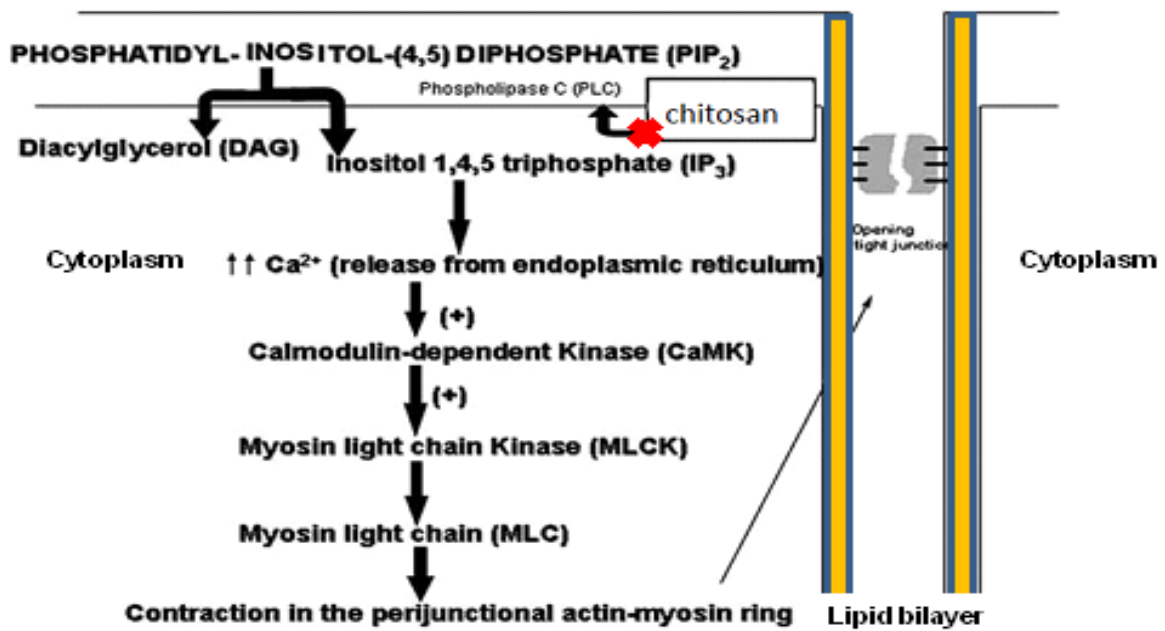 PHOSPHATIDYL- INOSITOL-(4,5) DIPHOSPHATE (PIP₂)
Phospholipase C (PLC)
chitosan
Diacylglycerol (DAG)
Inositol 1,4,5 triphosphate (IP₃)
Opening
tight junction
Cytoplasm
↑↑ Ca²⁺ (release from endoplasmic reticulum)
Cytoplasm
(+)
Calmodulin-dependent Kinase (CaMK)
(+)
Myosin light chain Kinase (MLCK)
Myosin light chain (MLC)
Contraction in the perijunctional actin-myosin ring
Lipid bilayer